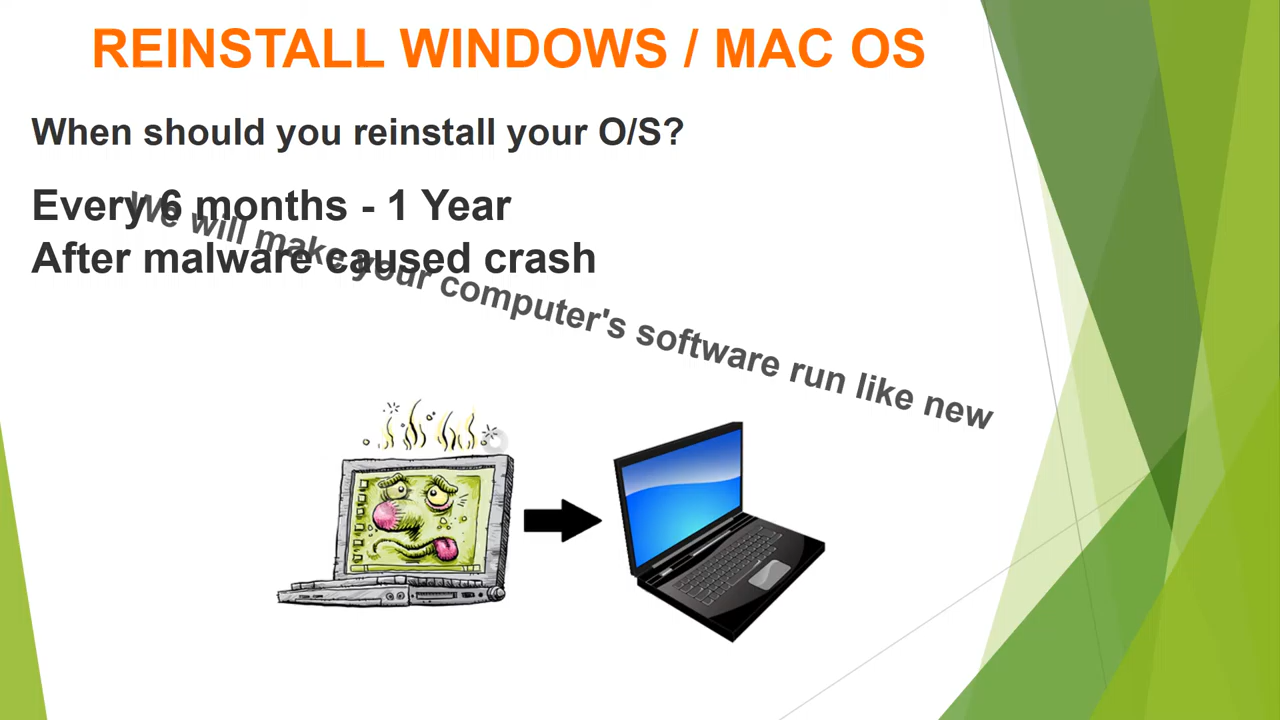 REINSTALL WINDOWS / MAC OS
When should you reinstall your O/S?
Every 6 months - 1 Year
After malware caused crash
We will make your computer's software run like new